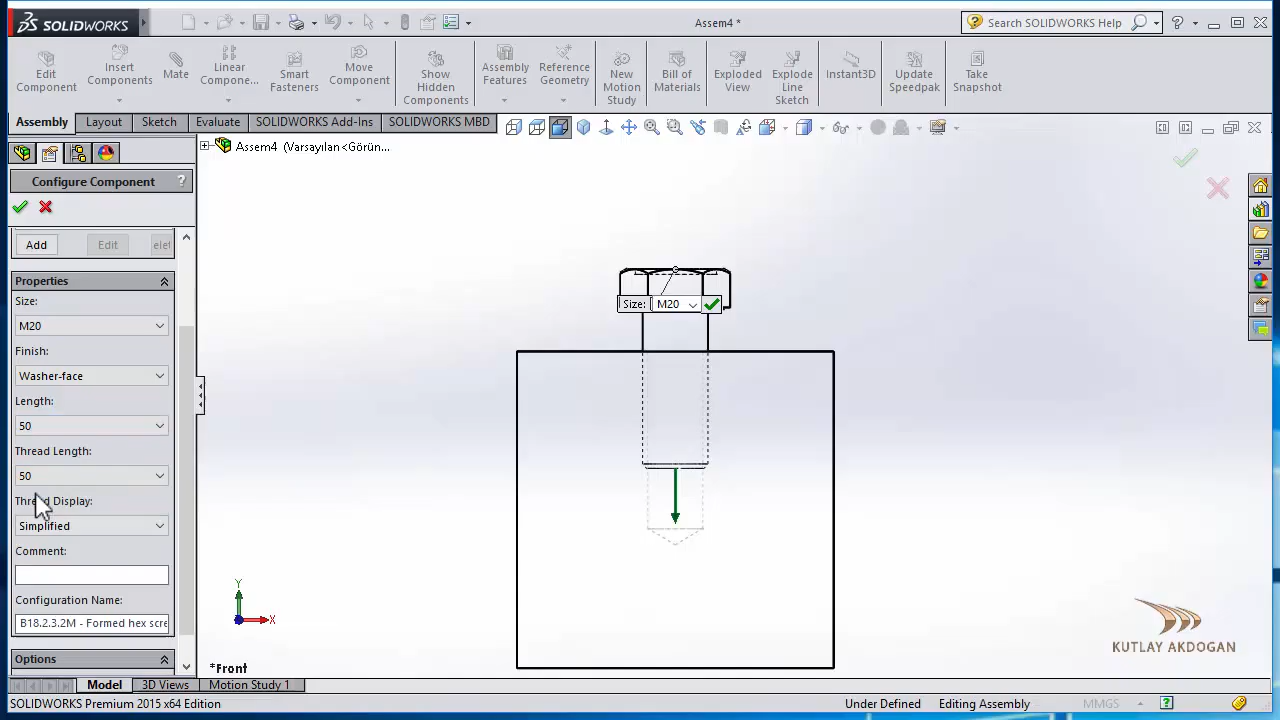 SOLIDWORKS
Assem4 *
Search SOLIDWORKS Help
?
Edit Component
Insert Components
Mate
Linear Compone...
Smart Fasteners
Move Component
Show Hidden Components
Assembly Features
Reference Geometry
New Motion Study
Bill of Materials
Exploded View
Explode Line Sketch
Instant3D
Update Speedpak
Take Snapshot
Assembly
Layout
Sketch
Evaluate
SOLIDWORKS Add-Ins
SOLIDWORKS MBD
Assem4 (Varsayılan<Görün...
Configure Component
?
Add
Edit
elet
Properties
Size:
M20
Finish:
Washer-face
Length:
50
Thread Length:
50
Thread Display:
Simplified
Comment:
Configuration Name:
B18.2.3.2M - Formed hex scre
Options
Size:
M20
Y
X
*Front
KUTLAY AKDOGAN
Model
3D Views
Motion Study 1
SOLIDWORKS Premium 2015 x64 Edition
Under Defined
Editing Assembly
MMGS
?